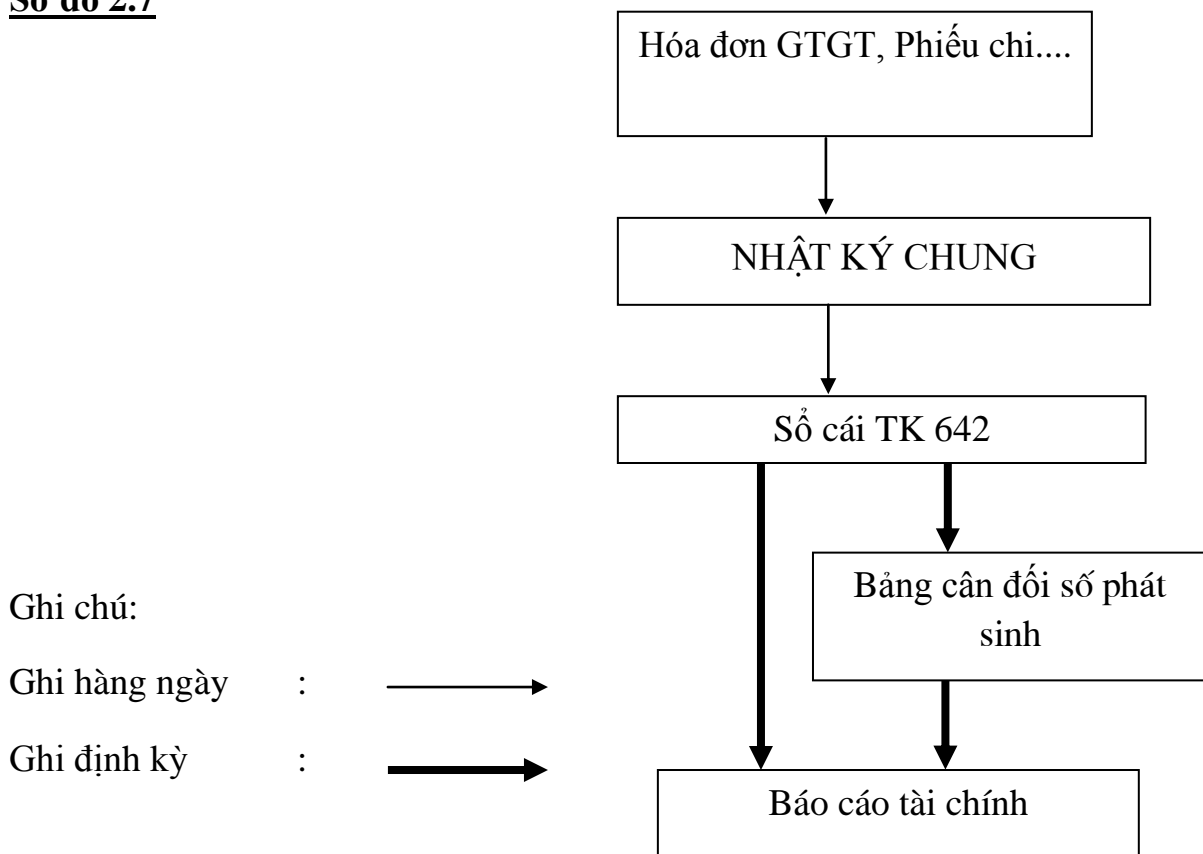 Sơ đồ 2.7
Hóa đơn GTGT, Phiếu chi....
NHẬT KÝ CHUNG
Sổ cái TK 642
Bảng cân đối số phát
sinh
Ghi chú:
Ghi hàng ngày :
Ghi định kỳ :
Báo cáo tài chính